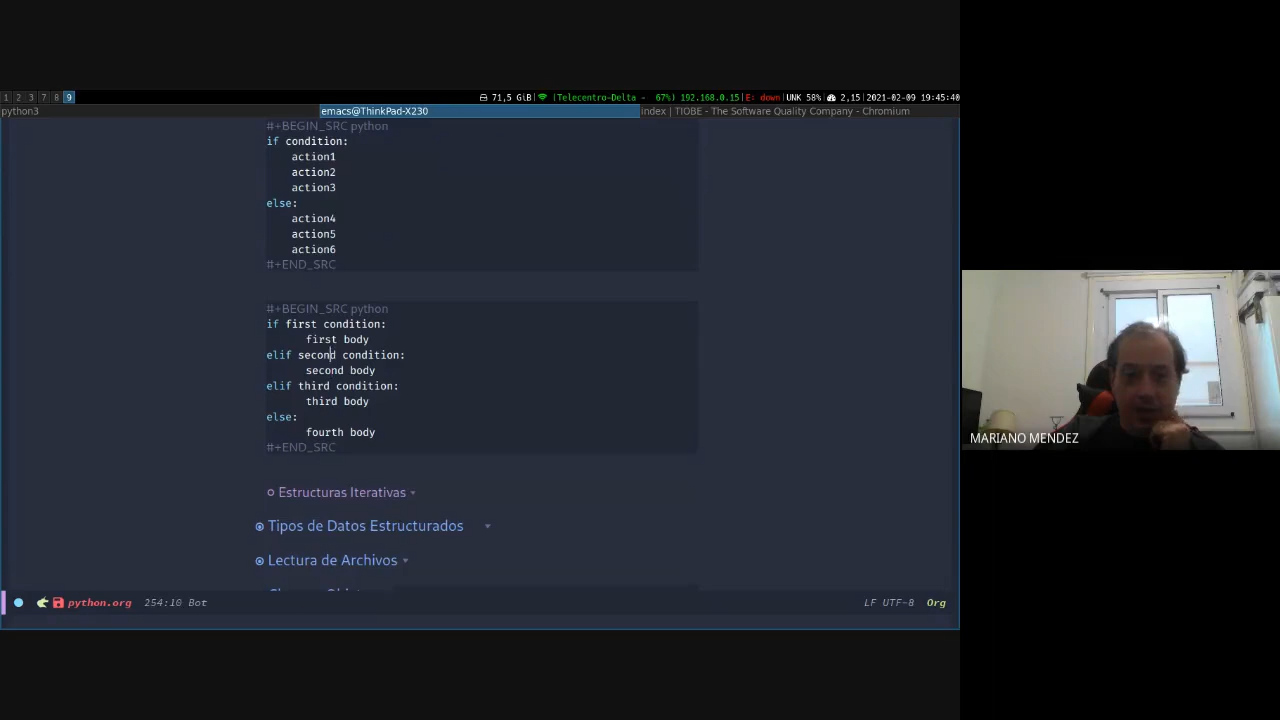 1 2 3 7 8 9
71,5 GiB| |Telecentro-Delta - 67%) 192.168.0.15|E: down|UNK 58%| 2,15|2021-02-09 19:45:40
python3
emacs@ThinkPad-X230
index | TIOBE - The Software Quality Company - Chromium
#+BEGIN_SRC python
if condition:
action1
action2
action3
else:
action4
action5
action6
#+END_SRC
#+BEGIN_SRC python
if first condition:
first body
elif second condition:
second body
elif third condition:
third body
else:
fourth body
#+END_SRC
Estructuras Iterativas
Tipos de Datos Estructurados
Lectura de Archivos
python.org 254:10 Bot
LF UTF-8 Org
MARIANO MENDEZ